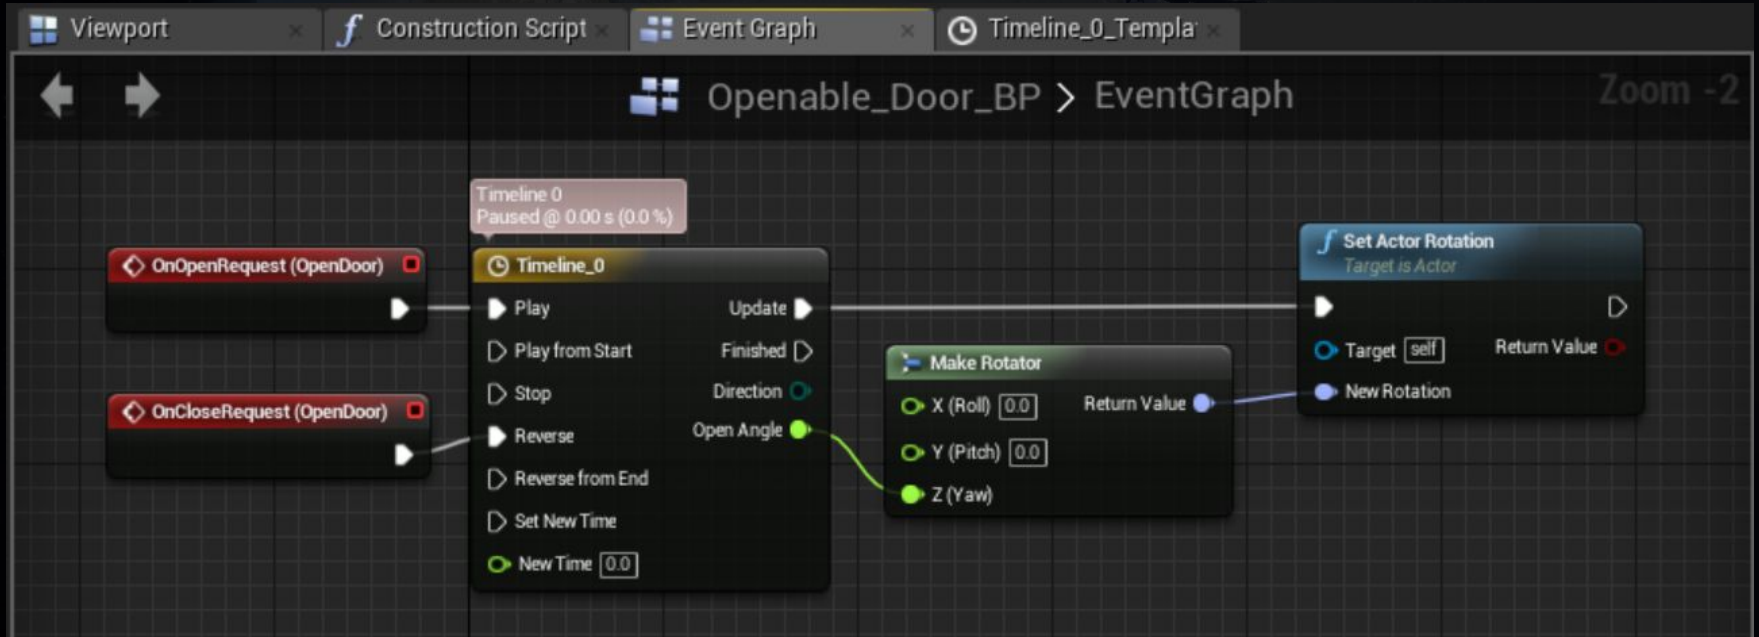 Viewport
Construction Script
Event Graph
Timeline_0_Templa
Openable_Door_BP > EventGraph
Zoom -2
Timeline 0
Paused @ 0.00 s (0.0 %)
OnOpenRequest (OpenDoor)
OnCloseRequest (OpenDoor)
Timeline_0
Play
Update
Play from Start
Finished
Stop
Direction
Reverse
Open Angle
Reverse from End
Set New Time
New Time 0.0
Make Rotator
X (Roll) 0.0
Return Value
Y (Pitch) 0.0
Z (Yaw)
Set Actor Rotation
Target is Actor
Target self
Return Value
New Rotation